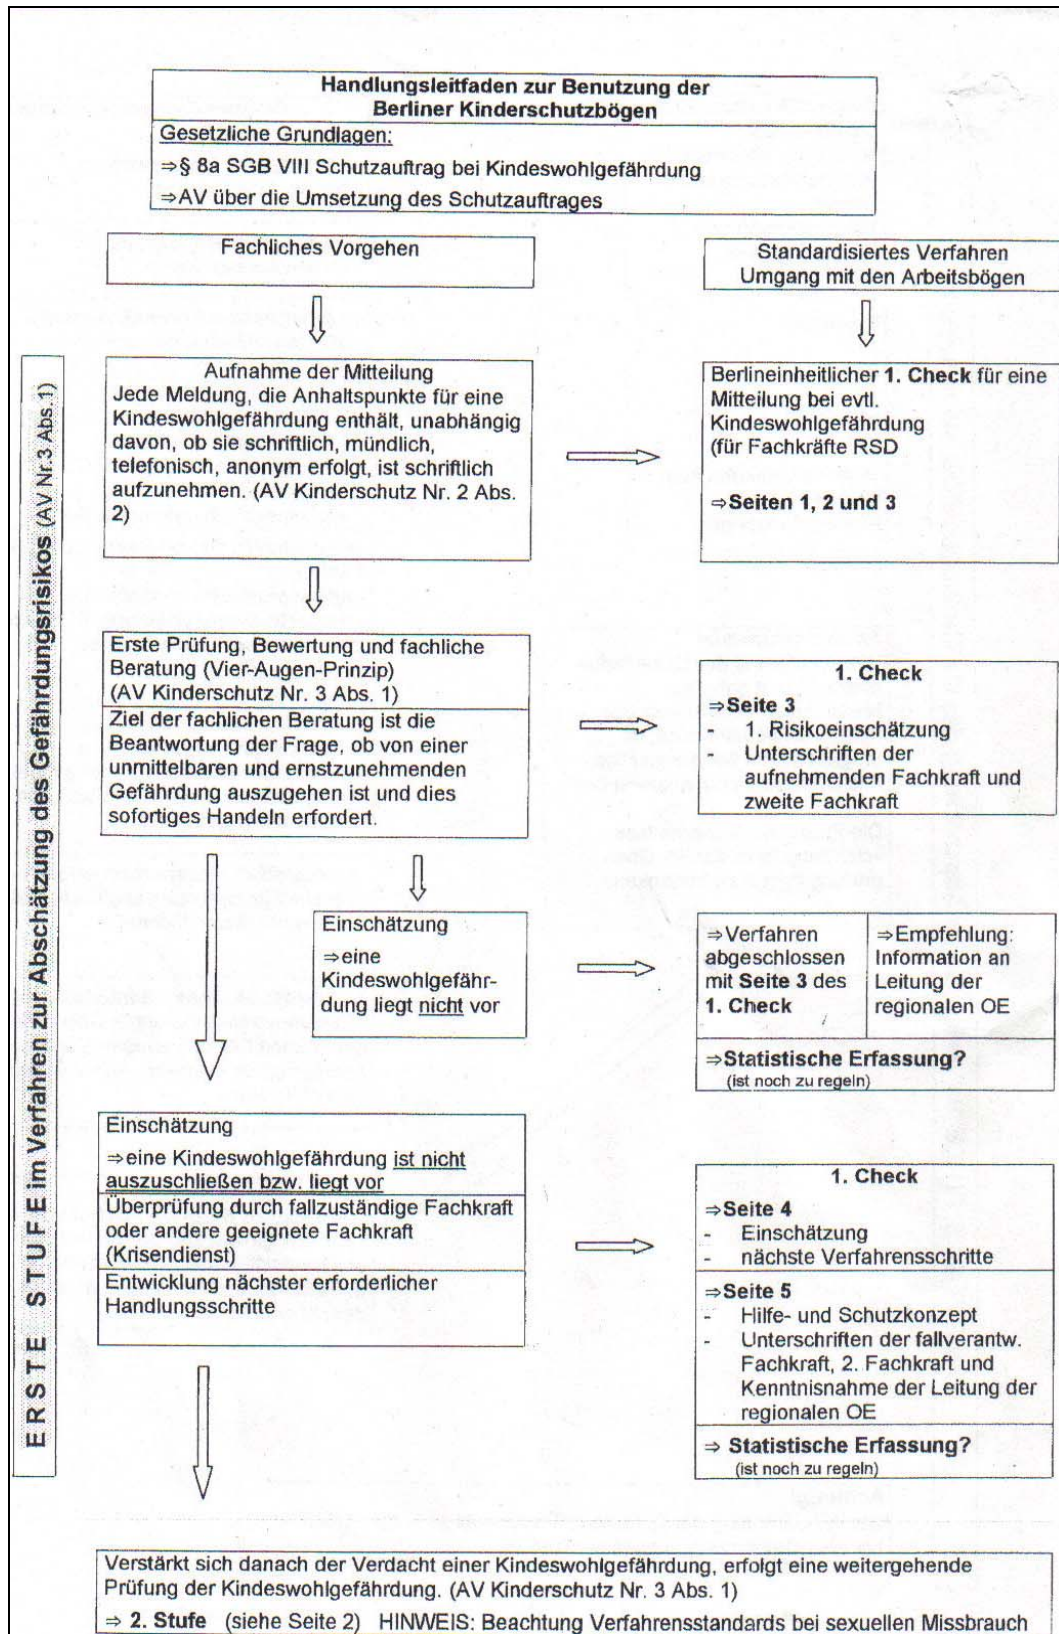 Handlungsleitfaden zur Benutzung der
Berliner Kinderschutzbögen
Gesetzliche Grundlagen:
⇒§ 8a SGB VIII Schutzauftrag bei Kindeswohlgefährdung
⇒AV über die Umsetzung des Schutzauftrages
Fachliches Vorgehen
Standardisiertes Verfahren
Umgang mit den Arbeitsbögen
ERSTE STUFE im Verfahren zur Abschätzung des Gefährdungsrisikos (AV Nr.3 Abs.1)
Aufnahme der Mitteilung
Jede Meldung, die Anhaltspunkte für eine
Kindeswohlgefährdung enthält, unabhängig
davon, ob sie schriftlich, mündlich,
telefonisch, anonym erfolgt, ist schriftlich
aufzunehmen. (AV Kinderschutz Nr. 2 Abs.
2)
Berlineinheitlicher 1. Check für eine
Mitteilung bei evtl.
Kindeswohlgefährdung
(für Fachkräfte RSD
⇒Seiten 1, 2 und 3
Erste Prüfung, Bewertung und fachliche
Beratung (Vier-Augen-Prinzip)
(AV Kinderschutz Nr. 3 Abs. 1)
Ziel der fachlichen Beratung ist die
Beantwortung der Frage, ob von einer
unmittelbaren und ernstzunehmenden
Gefährdung auszugehen ist und dies
sofortiges Handeln erfordert.
1. Check
⇒Seite 3
- 1. Risikoeinschätzung
- Unterschriften der
aufnehmenden Fachkraft und
zweite Fachkraft
Einschätzung
⇒eine
Kindeswohlgefähr-
dung liegt nicht vor
⇒Verfahren
abgeschlossen
mit Seite 3 des
1. Check
⇒Empfehlung:
Information an
Leitung der
regionalen OE
⇒Statistische Erfassung?
(ist noch zu regeln)
Einschätzung
⇒eine Kindeswohlgefährdung ist nicht
auszuschließen bzw. liegt vor
Überprüfung durch fallzuständige Fachkraft
oder andere geeignete Fachkraft
(Krisendienst)
Entwicklung nächster erforderlicher
Handlungsschritte
1. Check
⇒Seite 4
- Einschätzung
- nächste Verfahrensschritte
⇒Seite 5
- Hilfe- und Schutzkonzept
- Unterschriften der fallverantw.
Fachkraft, 2. Fachkraft und
Kenntnisnahme der Leitung der
regionalen OE
⇒ Statistische Erfassung?
(ist noch zu regeln)
Verstärkt sich danach der Verdacht einer Kindeswohlgefährdung, erfolgt eine weitergehende
Prüfung der Kindeswohlgefährdung. (AV Kinderschutz Nr. 3 Abs. 1)
⇒ 2. Stufe (siehe Seite 2) HINWEIS: Beachtung Verfahrensstandards bei sexuellen Missbrauch